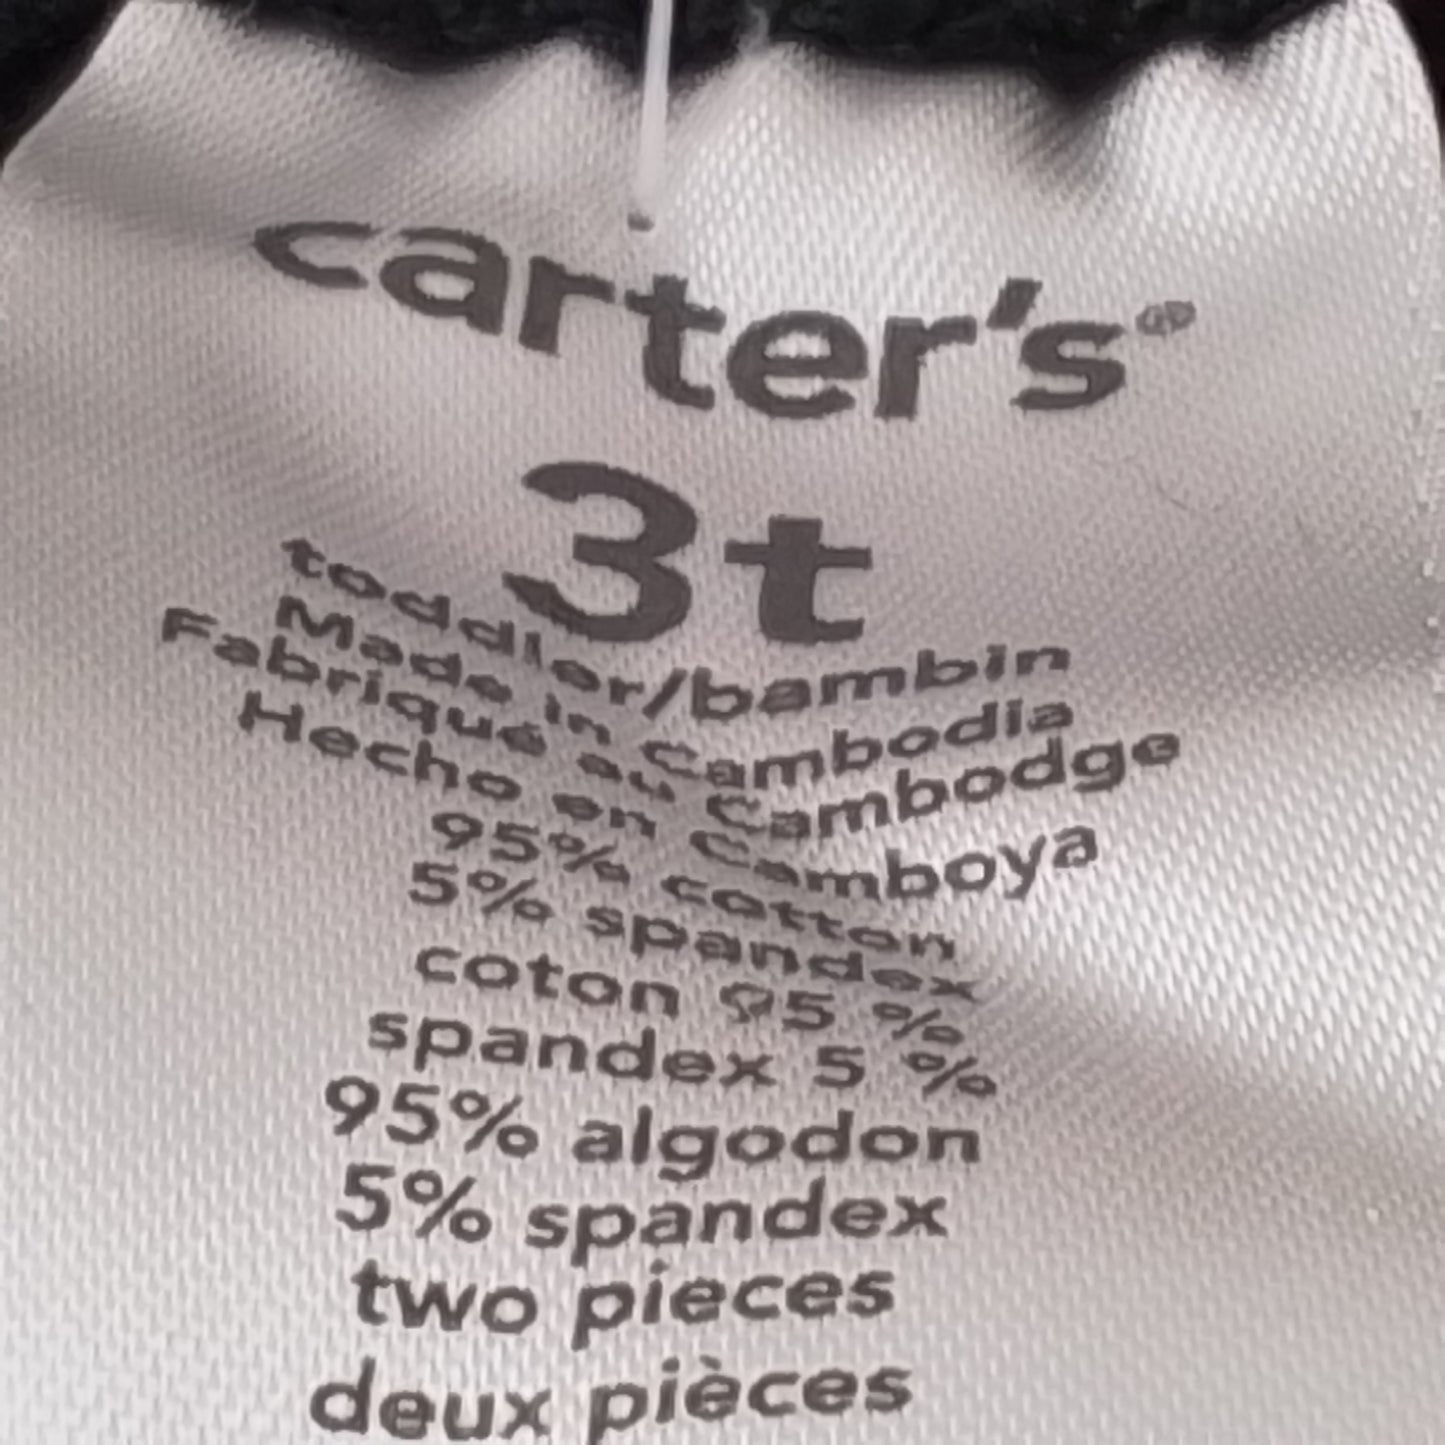 carter's®
3t
toddler/bambin
Made in Cambodia
Fabriqué au Cambodge
Hecho en Camboya
95% cotton
5% spandex
coton 95 %
spandex 5 %
95% algodon
5% spandex
two pieces
deux pièces